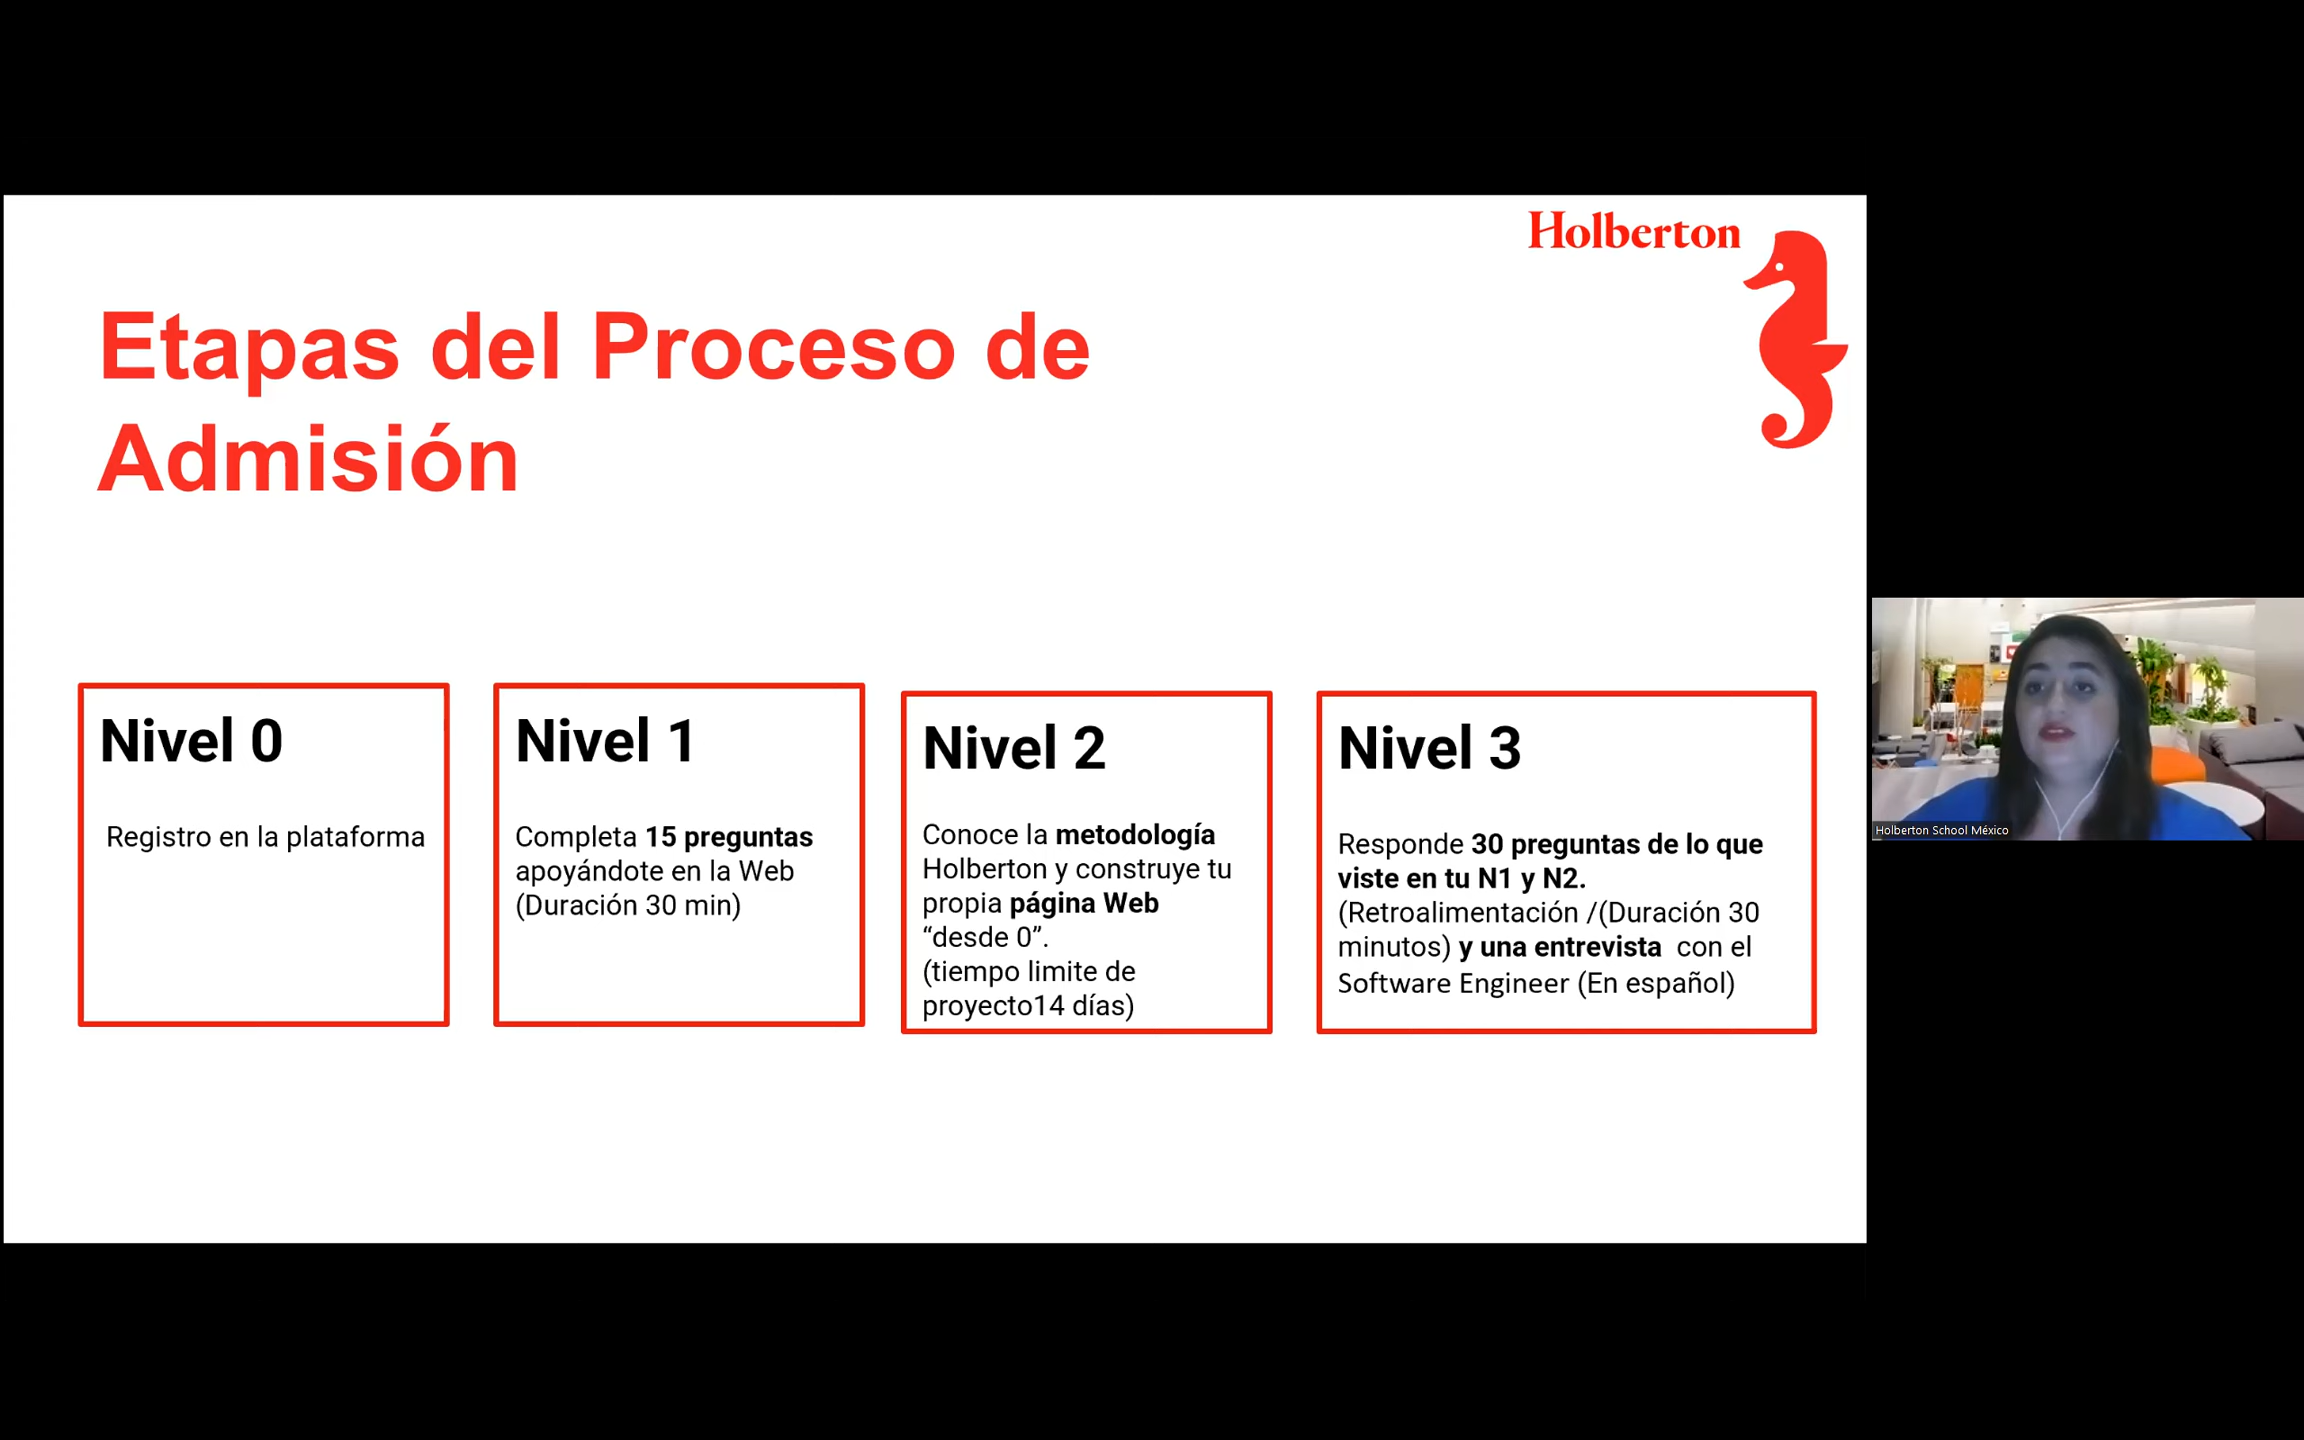 Holberton
Etapas del Proceso de
Admisión
Nivel 0
Registro en la plataforma
Nivel 1
Completa 15 preguntas
apoyándote en la Web
(Duración 30 min)
Nivel 2
Conoce la metodología
Holberton y construye tu
propia página Web
“desde 0”.
(tiempo limite de
proyecto14 días)
Nivel 3
Responde 30 preguntas de lo que
viste en tu N1 y N2.
(Retroalimentación /(Duración 30
minutos) y una entrevista con el
Software Engineer (En español)
Holberton School México